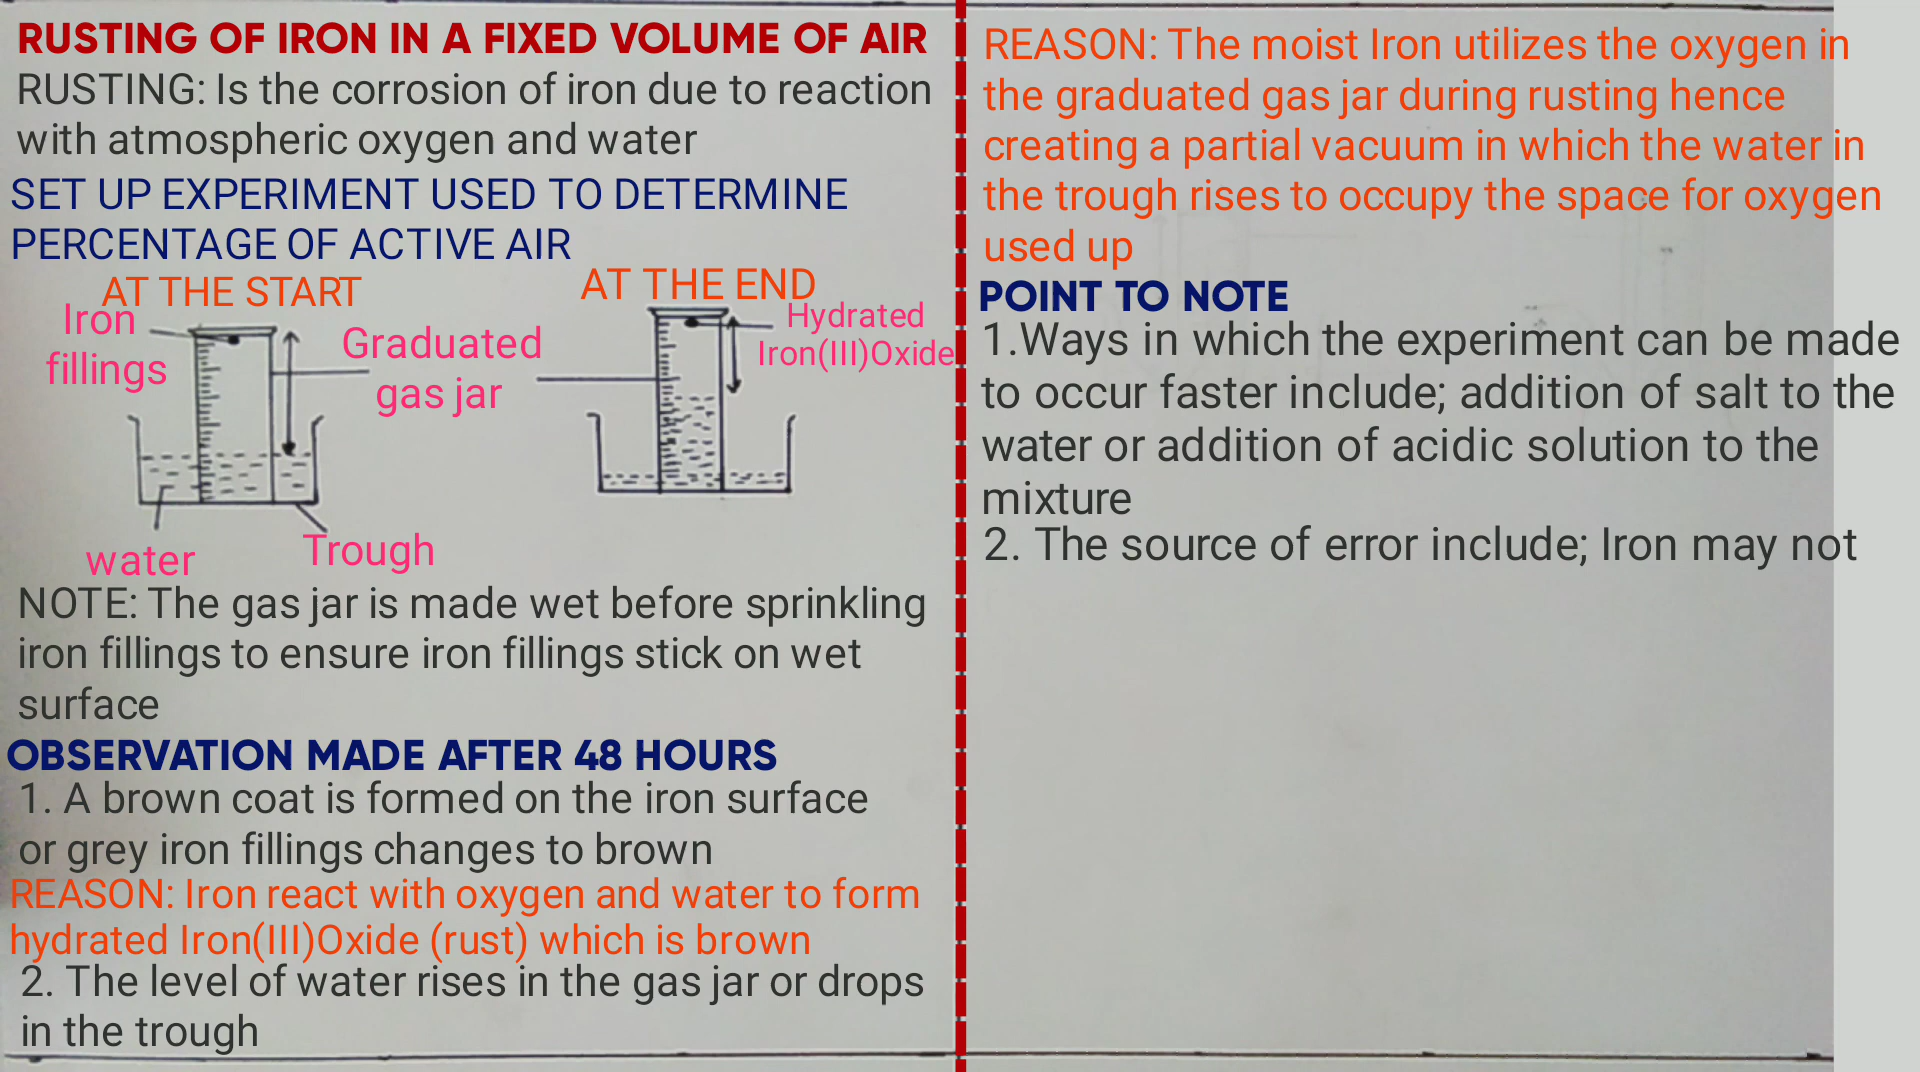 RUSTING OF IRON IN A FIXED VOLUME OF AIR
RUSTING: Is the corrosion of iron due to reaction
with atmospheric oxygen and water
SET UP EXPERIMENT USED TO DETERMINE
PERCENTAGE OF ACTIVE AIR
AT THE START
AT THE END
Iron
fillings
Graduated
gas jar
Hydrated
Iron(III)Oxide
water
Trough
NOTE: The gas jar is made wet before sprinkling
iron fillings to ensure iron fillings stick on wet
surface
OBSERVATION MADE AFTER 48 HOURS
1. A brown coat is formed on the iron surface
or grey iron fillings changes to brown
REASON: Iron react with oxygen and water to form
hydrated Iron(III)Oxide (rust) which is brown
2. The level of water rises in the gas jar or drops
in the trough
REASON: The moist Iron utilizes the oxygen in
the graduated gas jar during rusting hence
creating a partial vacuum in which the water in
the trough rises to occupy the space for oxygen
used up
POINT TO NOTE
1.Ways in which the experiment can be made
to occur faster include; addition of salt to the
water or addition of acidic solution to the
mixture
2. The source of error include; Iron may not